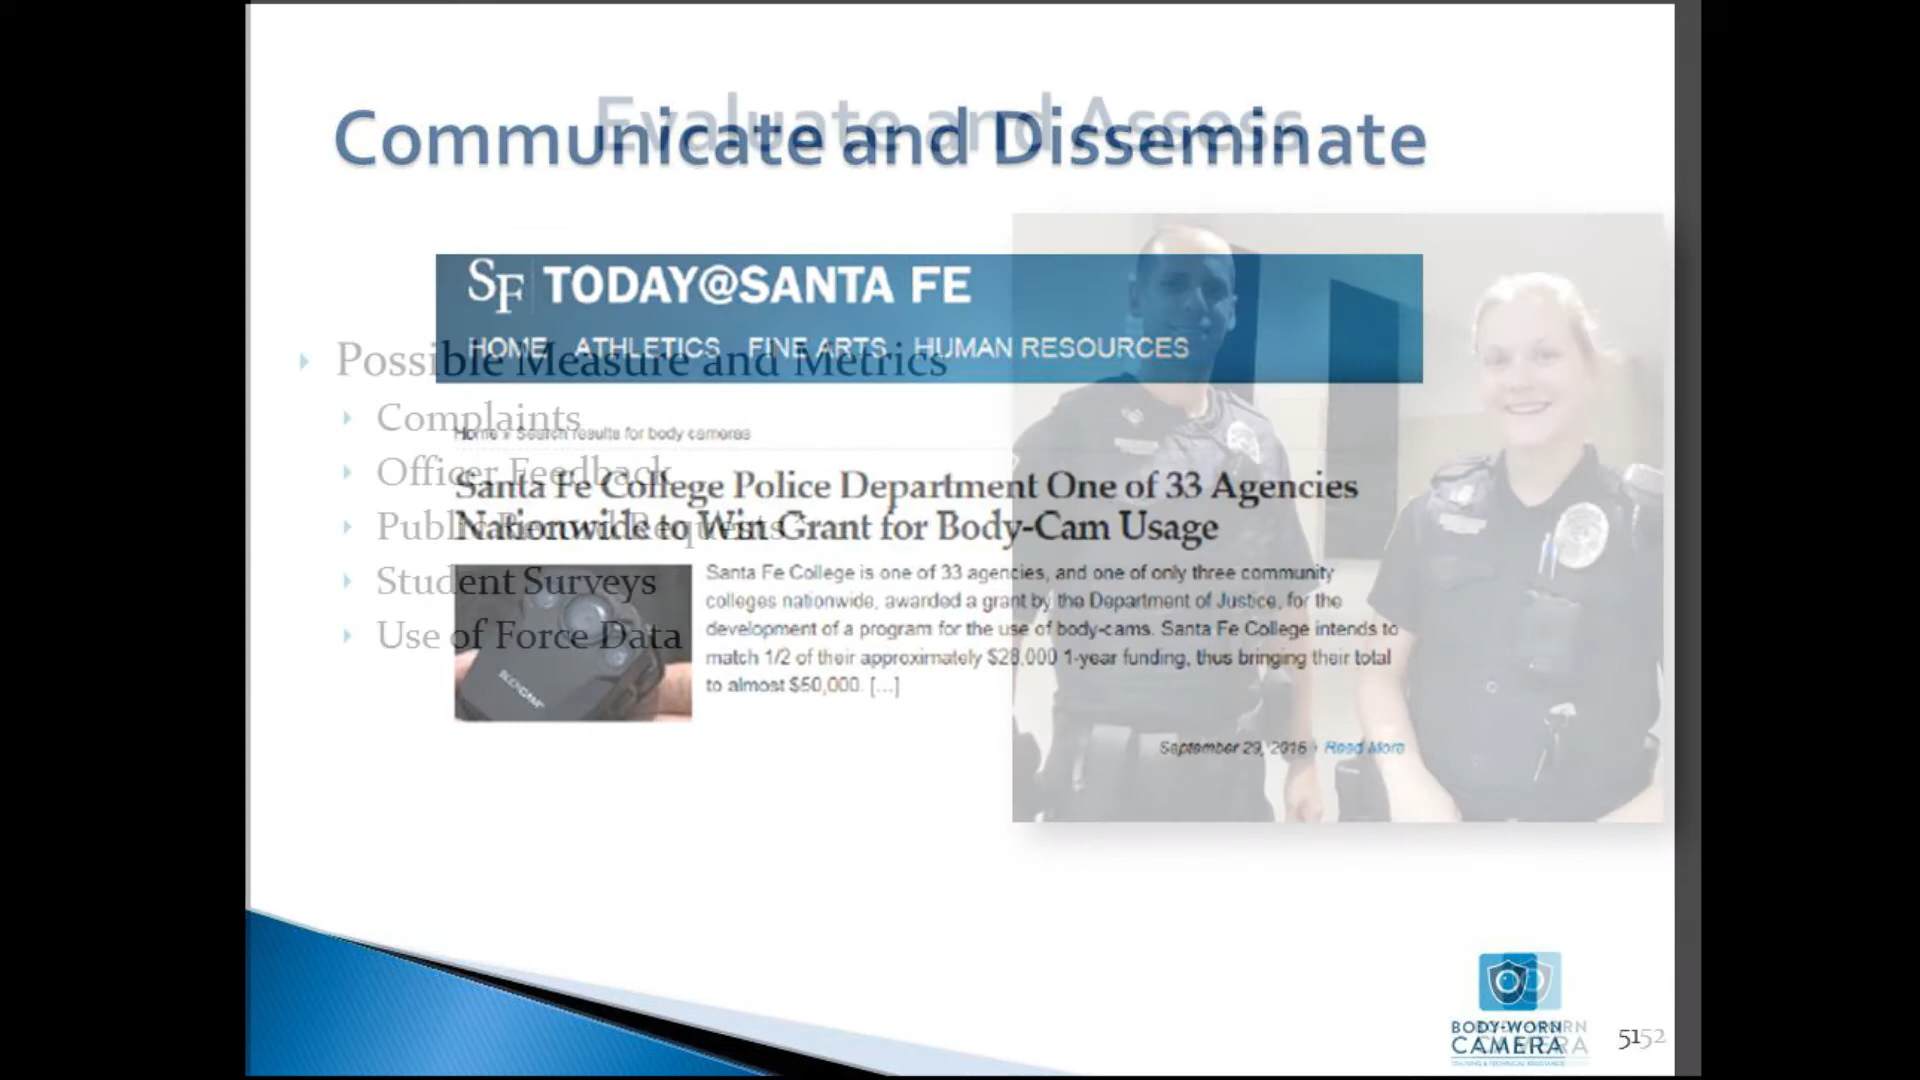 Evaluate and Assess
Communicate and Disseminate
SF TODAY@SANTA FE
HOME ATHLETICS FINE ARTS HUMAN RESOURCES
Possible Measure and Metrics
Complaints
Officer Feedback
Student Surveys
Use of Force Data
Home » Search results for body cameras
Santa Fe College Police Department One of 33 Agencies
Nationwide to Win Grant for Body-Cam Usage
Santa Fe College is one of 33 agencies, and one of only three community
colleges nationwide, awarded a grant by the Department of Justice, for the
development of a program for the use of body-cams. Santa Fe College intends to
match 1/2 of their approximately $28,000 1-year funding, thus bringing their total
to almost $50,000. [...]
September 29, 2016 · Read More
BODY-WORN
CAMERA
51
52